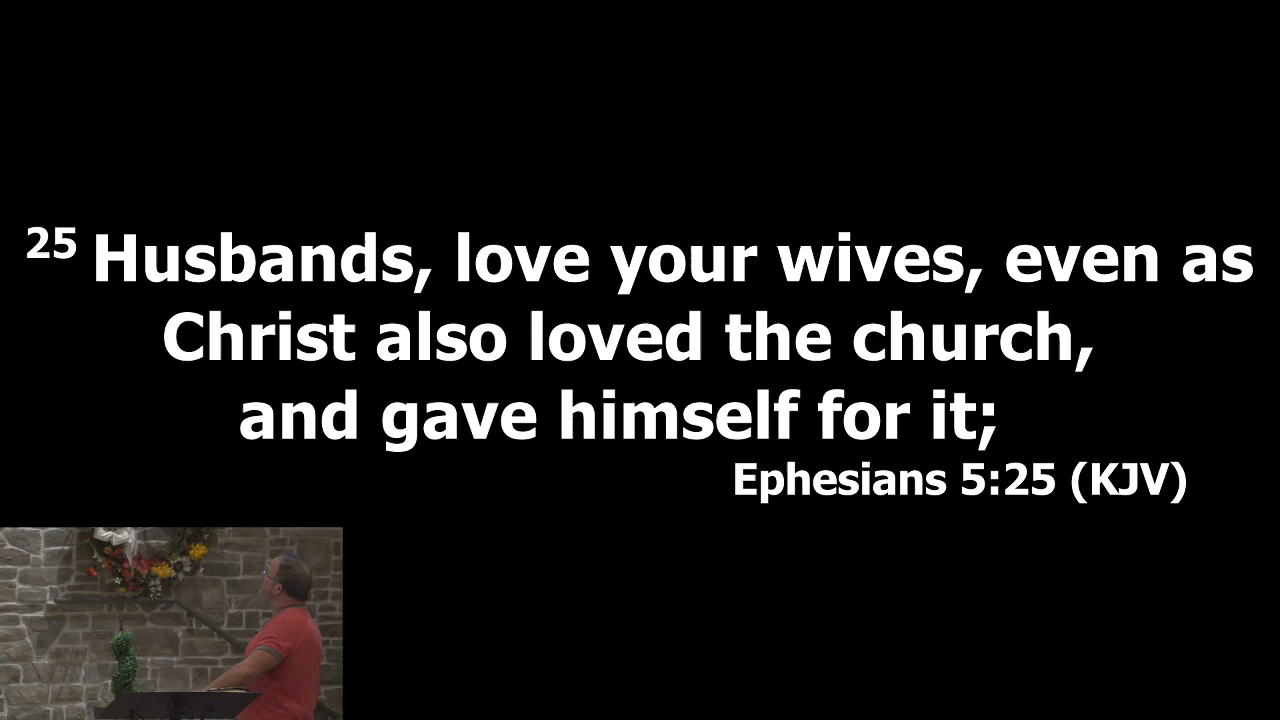 25 Husbands, love your wives, even as
Christ also loved the church,
and gave himself for it;
Ephesians 5:25 (KJV)